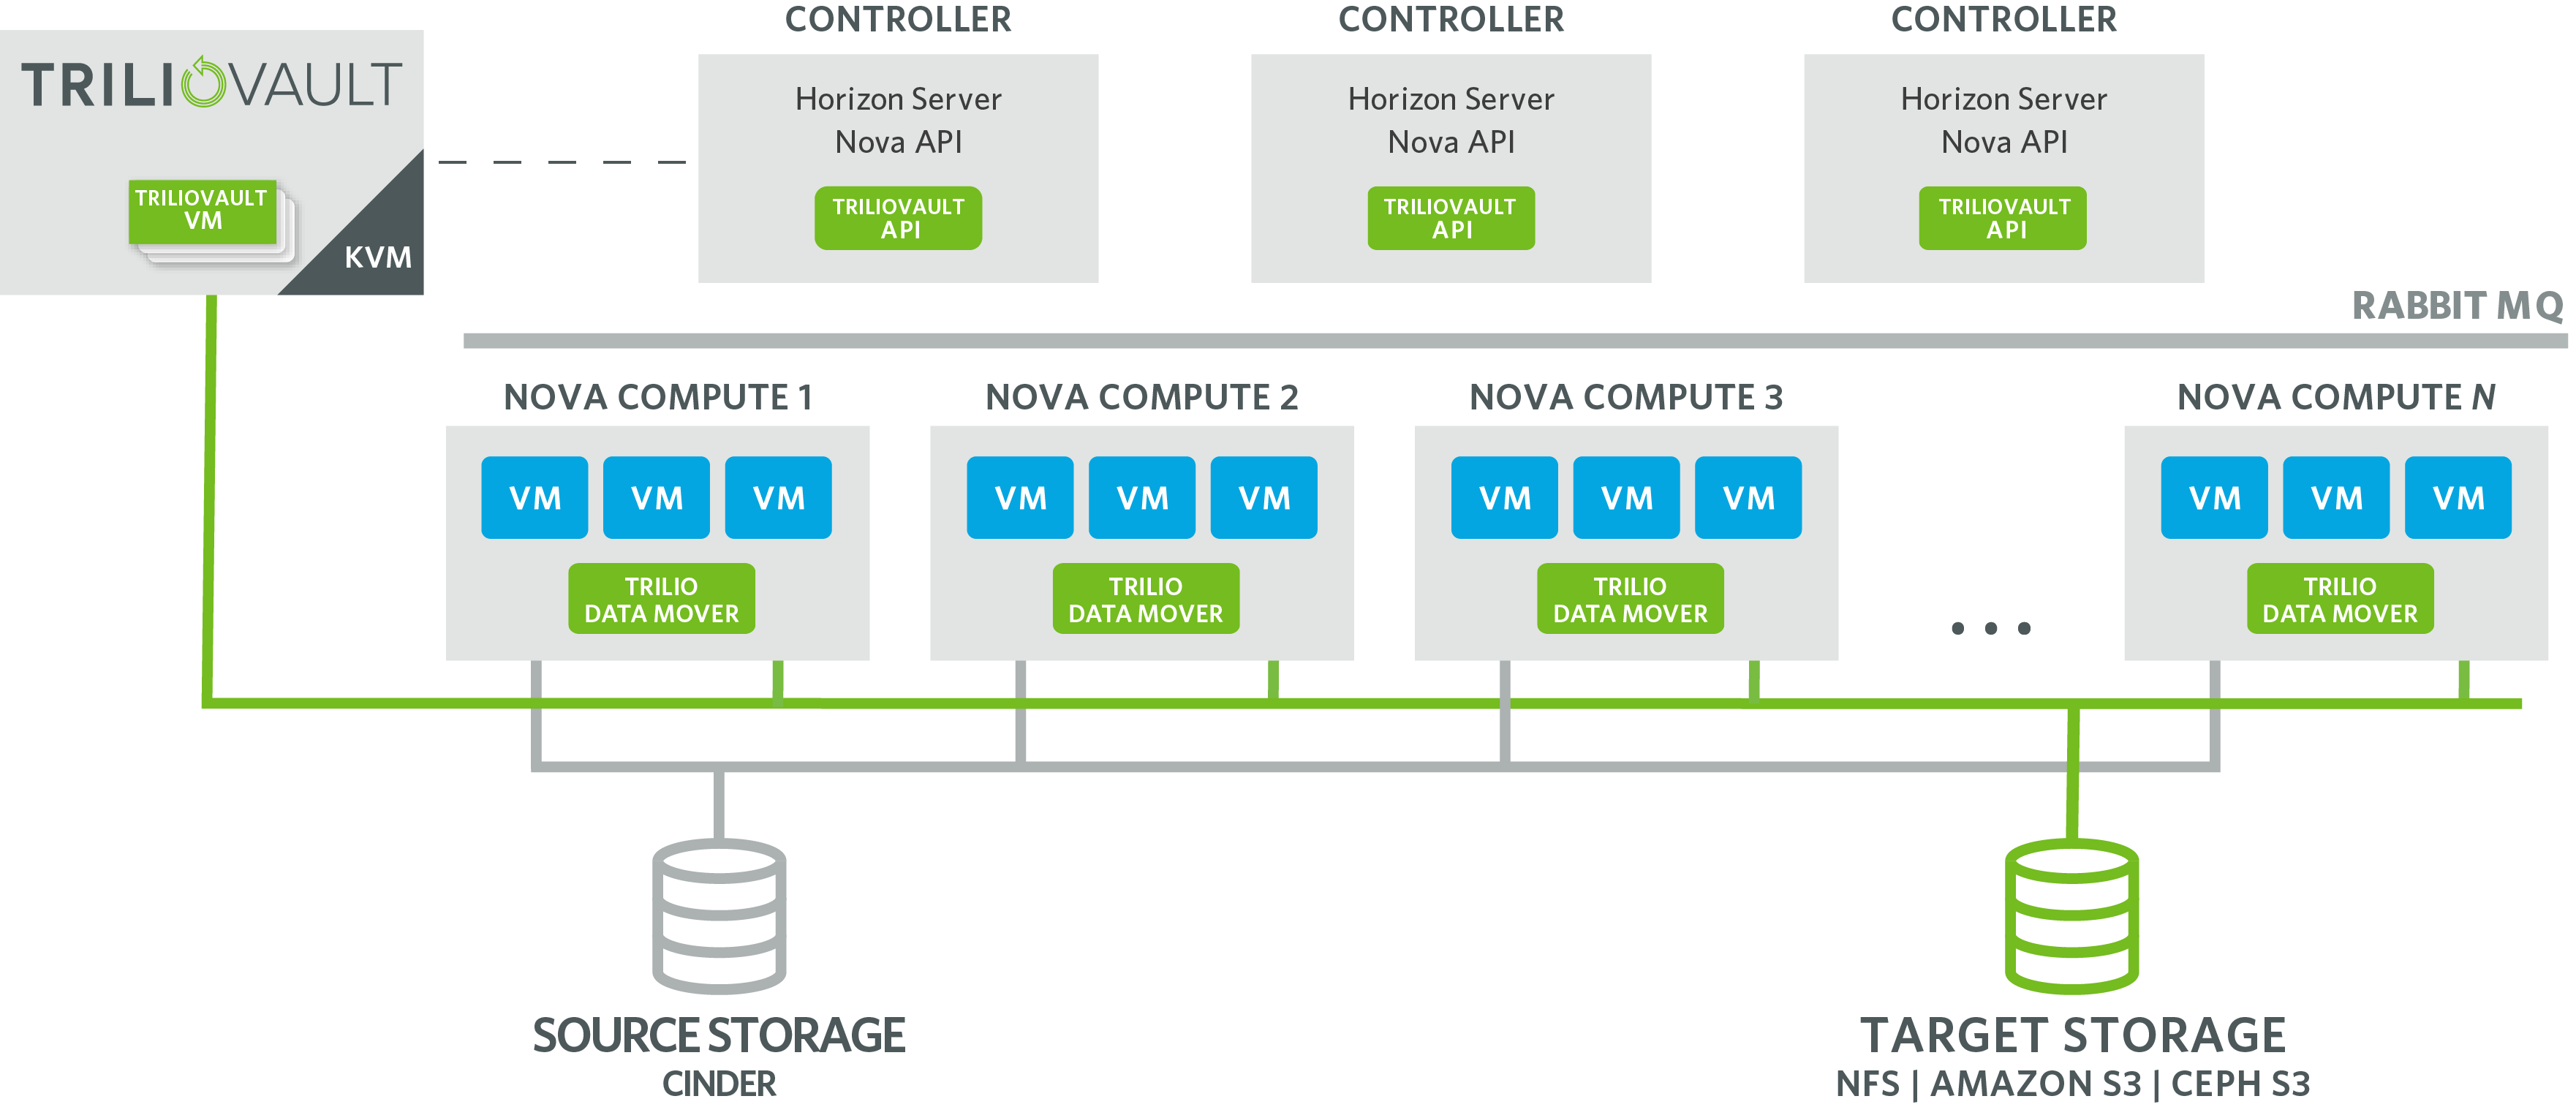 TRILIOVAULT
TRILIOVAULT
VM
KVM
CONTROLLER
Horizon Server
Nova API
TRILIOVAULT
API
CONTROLLER
Horizon Server
Nova API
TRILIOVAULT
API
CONTROLLER
Horizon Server
Nova API
TRILIOVAULT
API
RABBIT MQ
NOVA COMPUTE 1
VM VM VM
TRILIO
DATA MOVER
NOVA COMPUTE 2
VM VM VM
TRILIO
DATA MOVER
NOVA COMPUTE 3
VM VM VM
TRILIO
DATA MOVER
...
NOVA COMPUTE N
VM VM VM
TRILIO
DATA MOVER
SOURCE STORAGE
CINDER
TARGET STORAGE
NFS | AMAZON S3 | CEPH S3